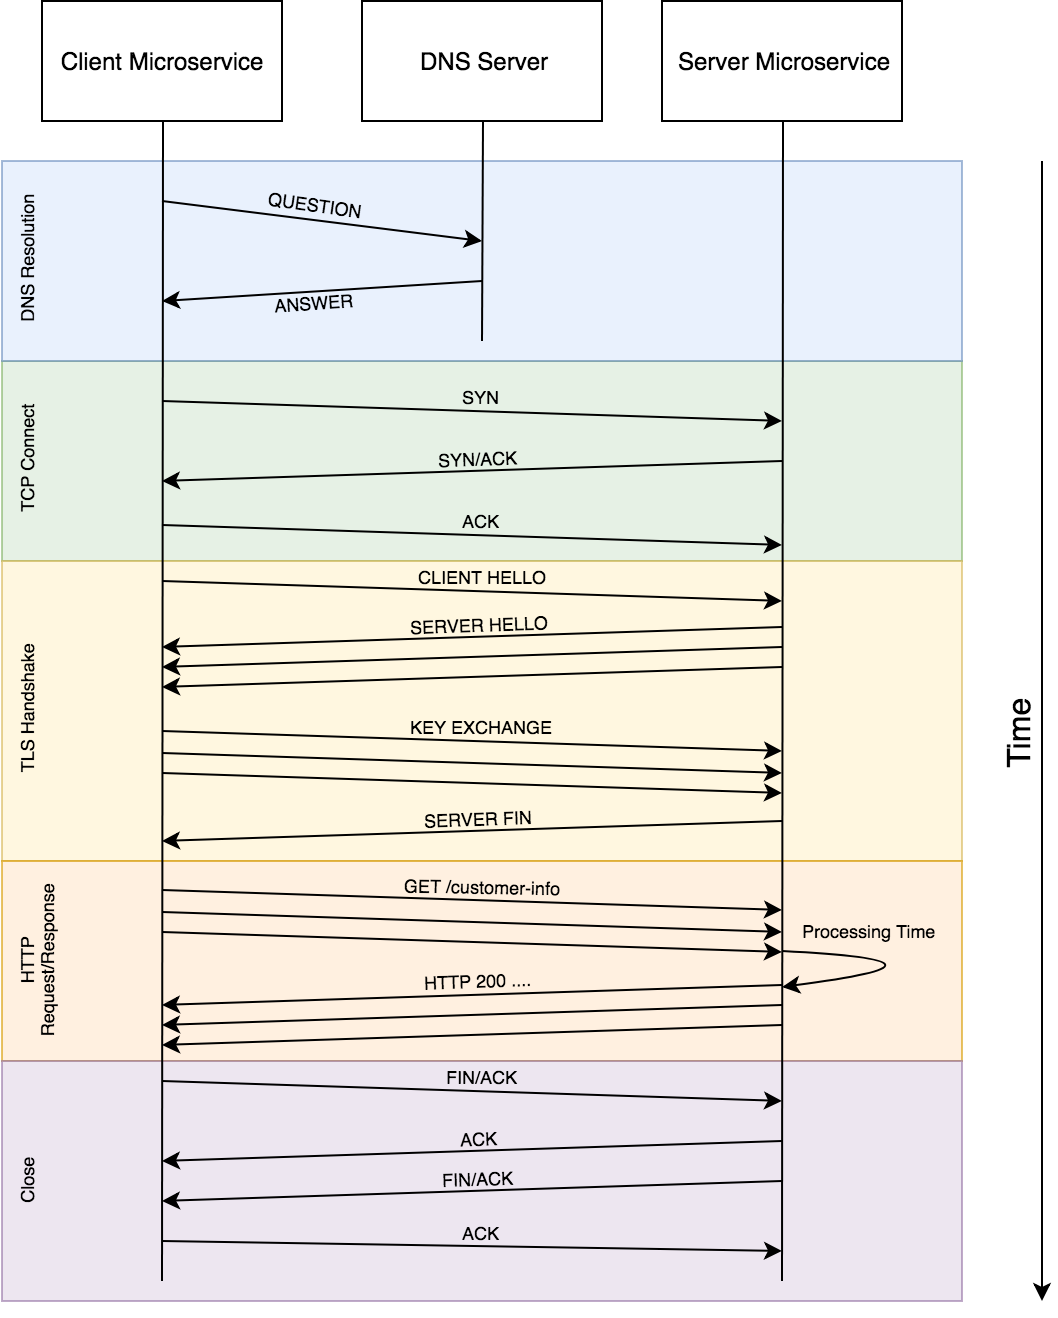 Client Microservice
DNS Server
Server Microservice
DNS Resolution
QUESTION
ANSWER
TCP Connect
SYN
SYN/ACK
ACK
TLS Handshake
CLIENT HELLO
SERVER HELLO
KEY EXCHANGE
SERVER FIN
HTTP
Request/Response
GET /customer-info
Processing Time
HTTP 200 ....
Close
FIN/ACK
ACK
FIN/ACK
ACK
Time